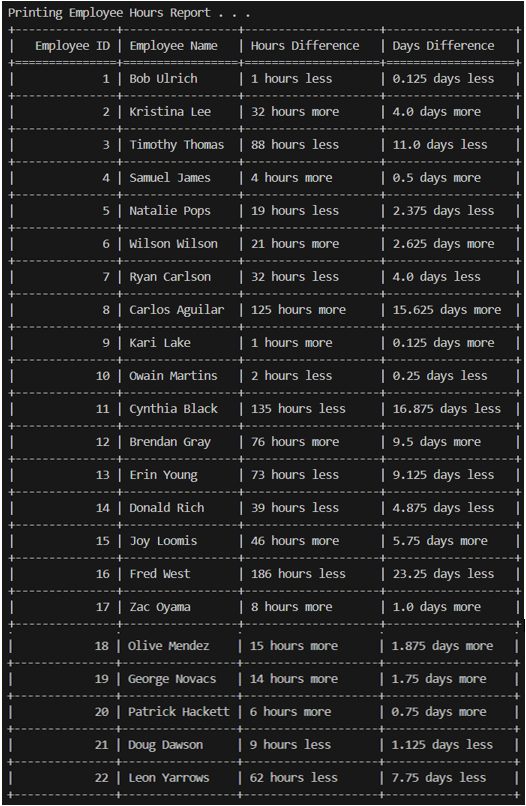 Printing Employee Hours Report . . .
Employee ID | Employee Name | Hours Difference | Days Difference
1 | Bob Ulrich | 1 hours less | 0.125 days less
2 | Kristina Lee | 32 hours more | 4.0 days more
3 | Timothy Thomas | 88 hours less | 11.0 days less
4 | Samuel James | 4 hours more | 0.5 days more
5 | Natalie Pops | 19 hours less | 2.375 days less
6 | Wilson Wilson | 21 hours more | 2.625 days more
7 | Ryan Carlson | 32 hours less | 4.0 days less
8 | Carlos Aguilar | 125 hours more | 15.625 days more
9 | Kari Lake | 1 hours more | 0.125 days more
10 | Owain Martins | 2 hours less | 0.25 days less
11 | Cynthia Black | 135 hours less | 16.875 days less
12 | Brendan Gray | 76 hours more | 9.5 days more
13 | Erin Young | 73 hours less | 9.125 days less
14 | Donald Rich | 39 hours less | 4.875 days less
15 | Joy Loomis | 46 hours more | 5.75 days more
16 | Fred West | 186 hours less | 23.25 days less
17 | Zac Oyama | 8 hours more | 1.0 days more
18 | Olive Mendez | 15 hours more | 1.875 days more
19 | George Novacs | 14 hours more | 1.75 days more
20 | Patrick Hackett | 6 hours more | 0.75 days more
21 | Doug Dawson | 9 hours less | 1.125 days less
22 | Leon Yarrows | 62 hours less | 7.75 days less